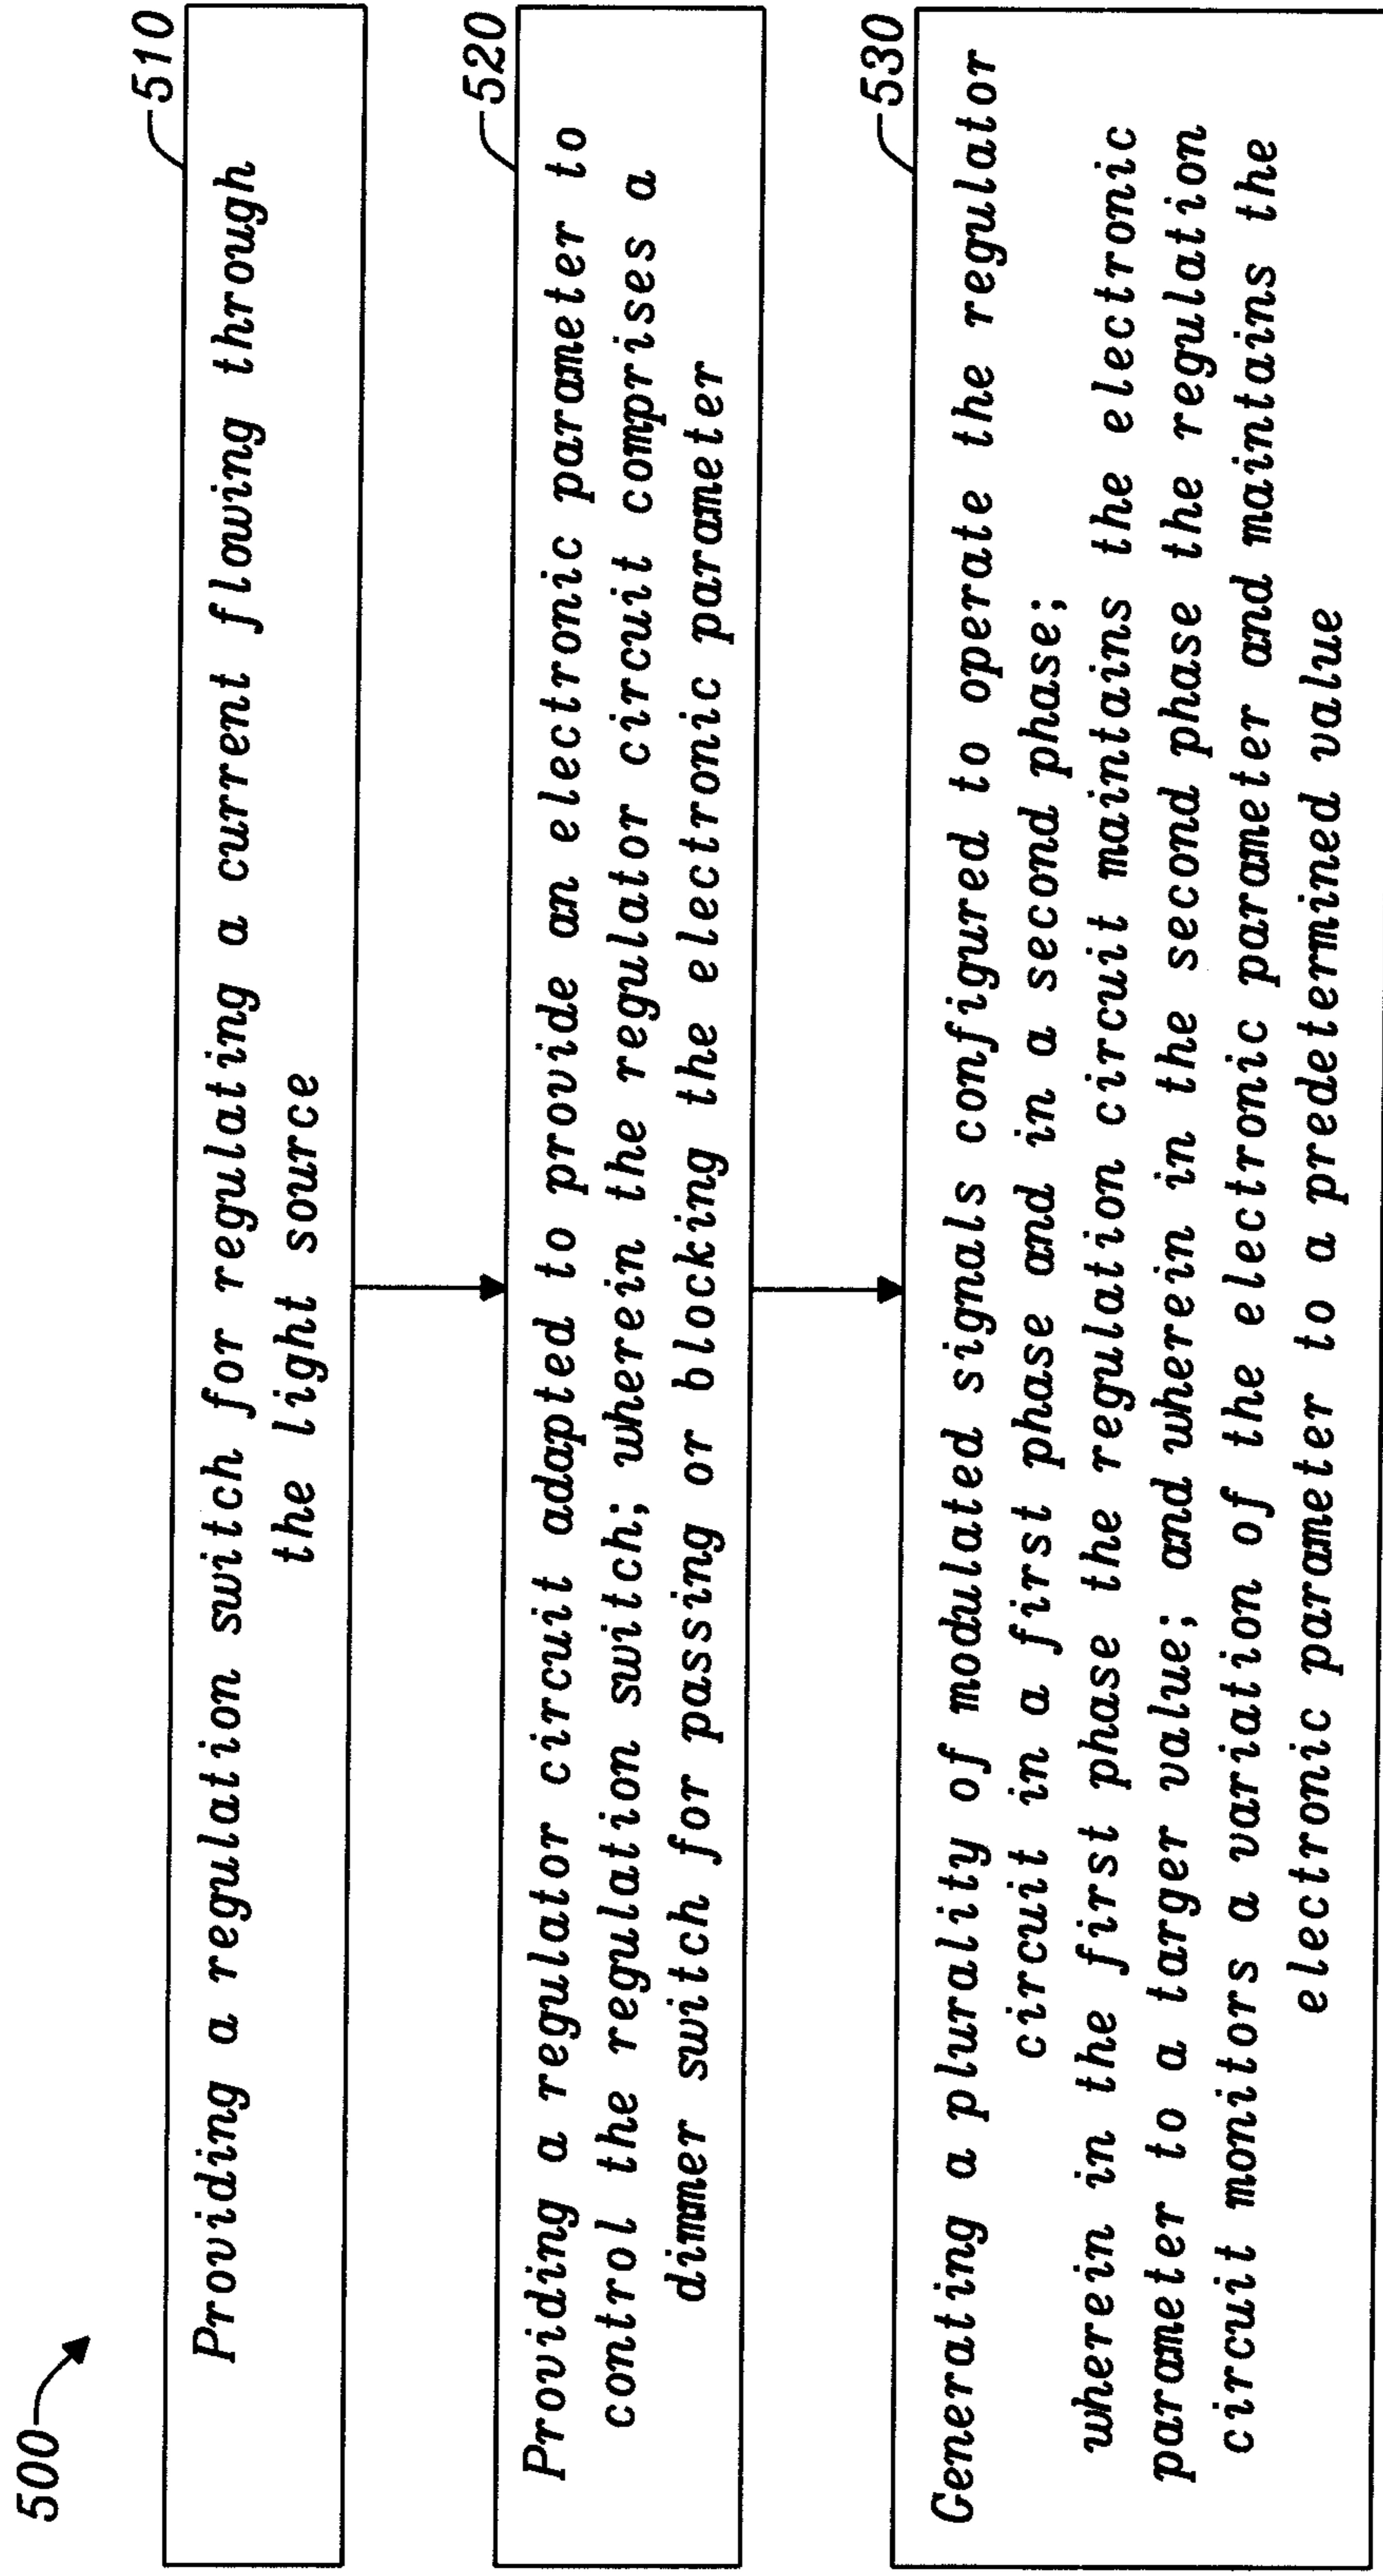 500
510
Providing a regulation switch for regulating a current flowing through
the light source
520
Providing a regulator circuit adapted to provide an electronic parameter to
control the regulation switch; wherein the regulator circuit comprises a
dimmer switch for passing or blocking the electronic parameter
530
Generating a plurality of modulated signals configured to operate the regulator
circuit in a first phase and in a second phase;
wherein in the first phase the regulation circuit maintains the electronic
parameter to a targer value; and wherein in the second phase the regulation
circuit monitors a variation of the electronic parameter and maintains the
electronic parameter to a predetermined value